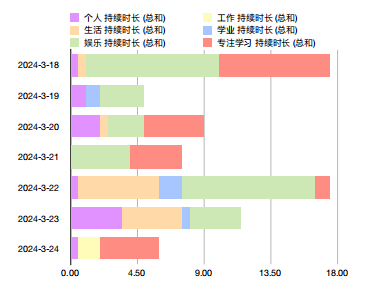 个人 持续时长 (总和) 工作 持续时长 (总和)
生活 持续时长 (总和) 学业 持续时长 (总和)
娱乐 持续时长 (总和) 专注学习 持续时长 (总和)
2024-3-18
2024-3-19
2024-3-20
2024-3-21
2024-3-22
2024-3-23
2024-3-24
0.00 4.50 9.00 13.50 18.00